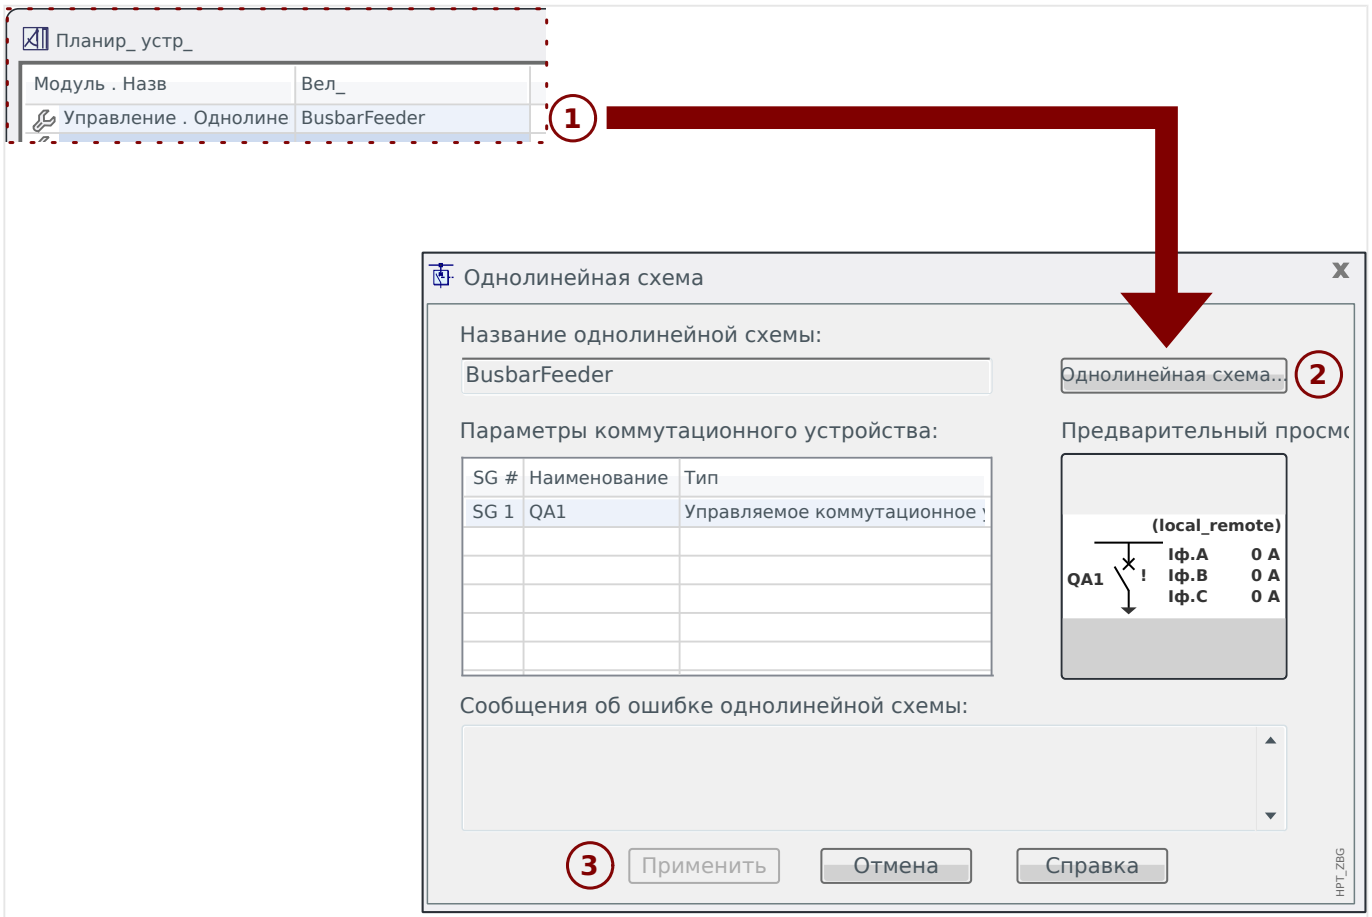 Планир_ устр_
Модуль . Назв Вел_
Управление . Однолине BusbarFeeder
1
Однолинейная схема
x
Название однолинейной схемы:
BusbarFeeder
Однолинейная схема...
2
Параметры коммутационного устройства:
Предварительный просмо
SG # Наименование Тип
SG 1 QA1 Управляемое коммутационное
(local_remote)
Iф.A 0 A
QA1 ! Iф.B 0 A
Iф.C 0 A
Сообщения об ошибке однолинейной схемы:
3
Применить
Отмена
Справка
HPT_ZBG